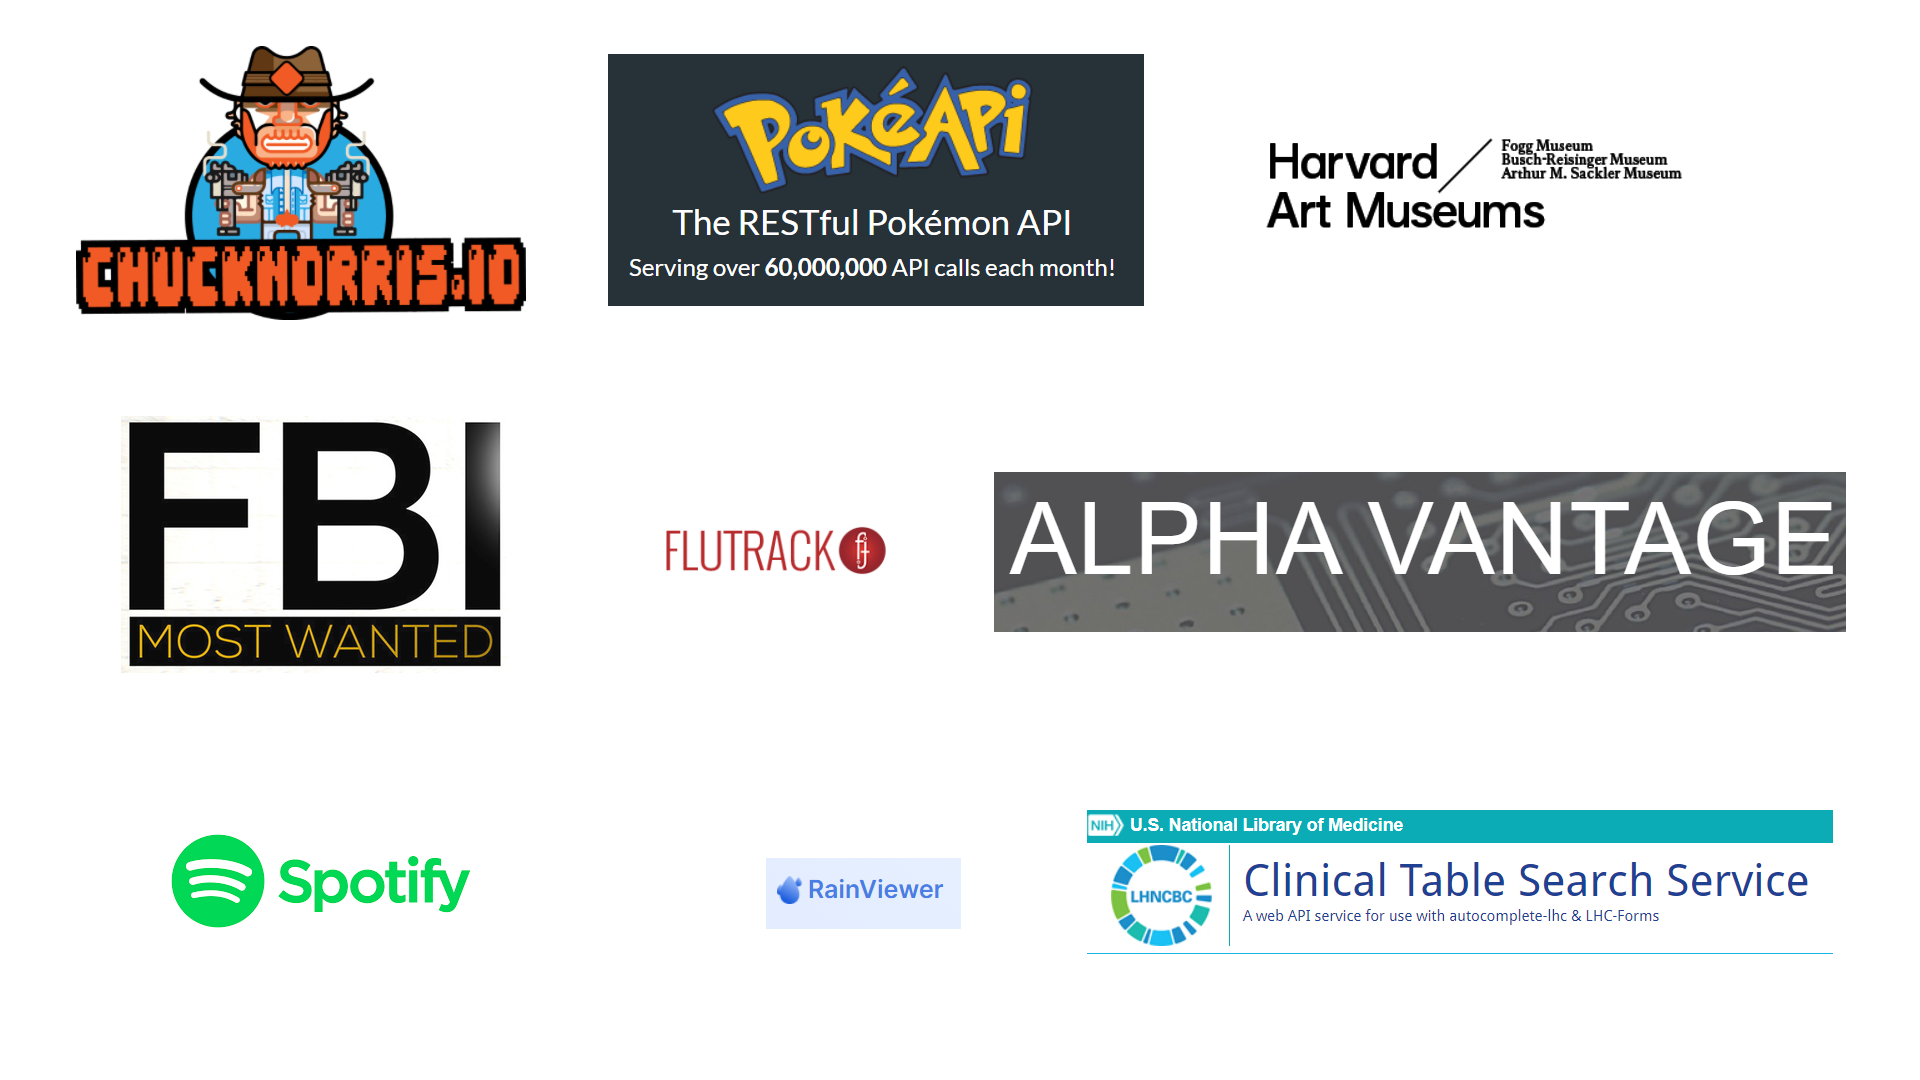 CHUCKNORRIS.IO
PokéAPi
The RESTful Pokémon API
Serving over 60,000,000 API calls each month!
Harvard
Art Museums
Fogg Museum
Busch-Reisinger Museum
Arthur M. Sackler Museum
FBI
MOST WANTED
FLUTRACK
ALPHA VANTAGE
Spotify
RainViewer
NIH U.S. National Library of Medicine
LHNCBC
Clinical Table Search Service
A web API service for use with autocomplete-lhc & LHC-Forms